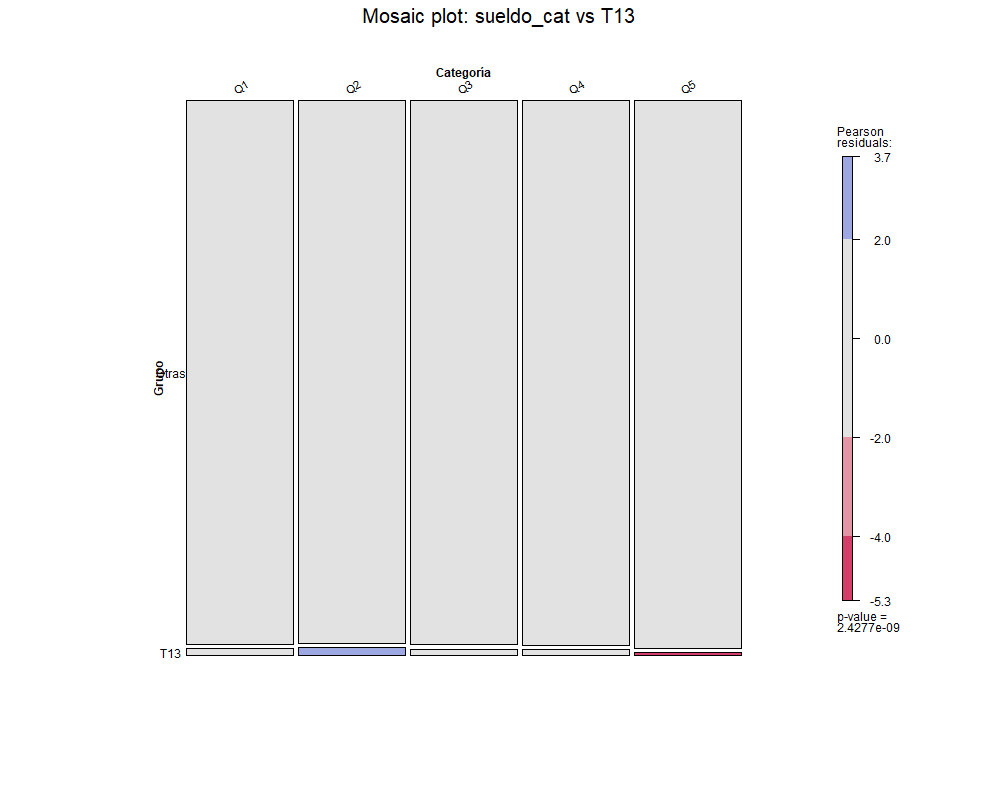 Mosaic plot: sueldo_cat vs T13
Categoría
Q1 Q2 Q3 Q4 Q5
Pearson
residuals:
3.7
2.0
0.0
-2.0
-4.0
-5.3
p-value =
2.4277e-09
Grupo
Otras
T13